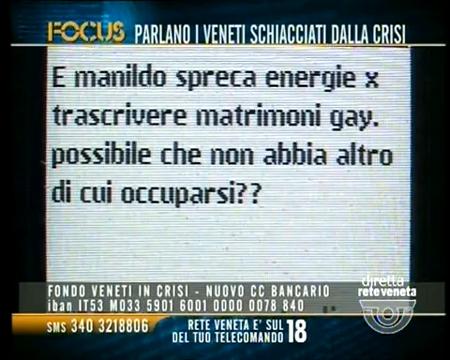 FOCUS PARLANO I VENETI SCHIACCIATI DALLA CRISI
E manildo spreca energie x
trascrivere matrimoni gay.
possibile che non abbia altro
di cui occuparsi??
FONDO VENETI IN CRISI - NUOVO CC BANCARIO
iban IT53 M033 5901 6001 0000 0078 840
diretta
reteveneta
SMS 340 3218806
RETE VENETA E' SUL
DEL TUO TELECOMANDO 18